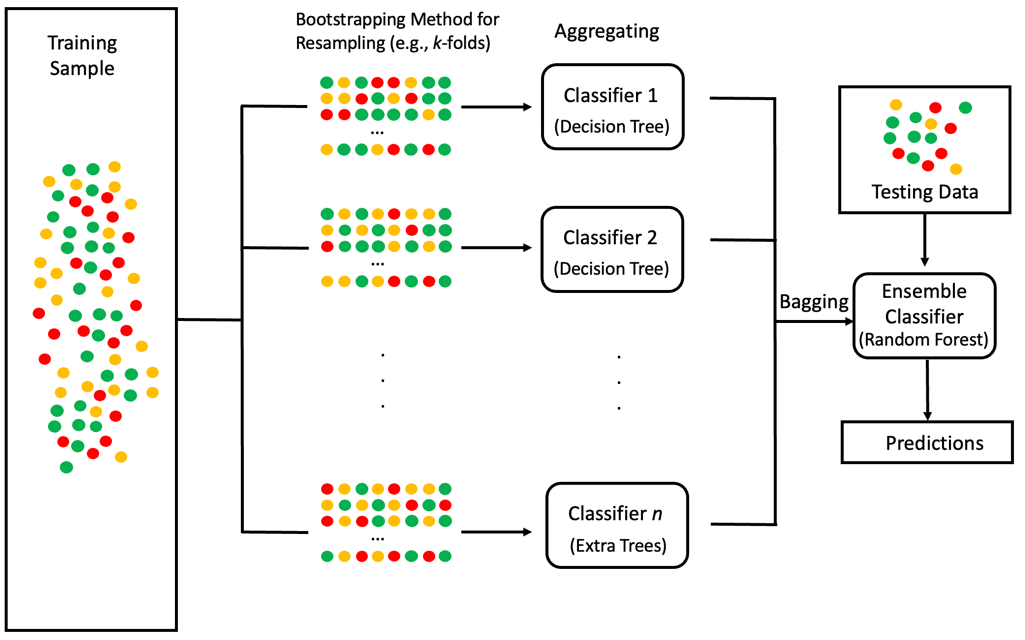 Training
Sample
Bootstrapping Method for
Resampling (e.g., k-folds)
Aggregating
...
Classifier 1
(Decision Tree)
...
Classifier 2
(Decision Tree)
...
Classifier n
(Extra Trees)
Testing Data
Bagging
Ensemble
Classifier
(Random Forest)
Predictions